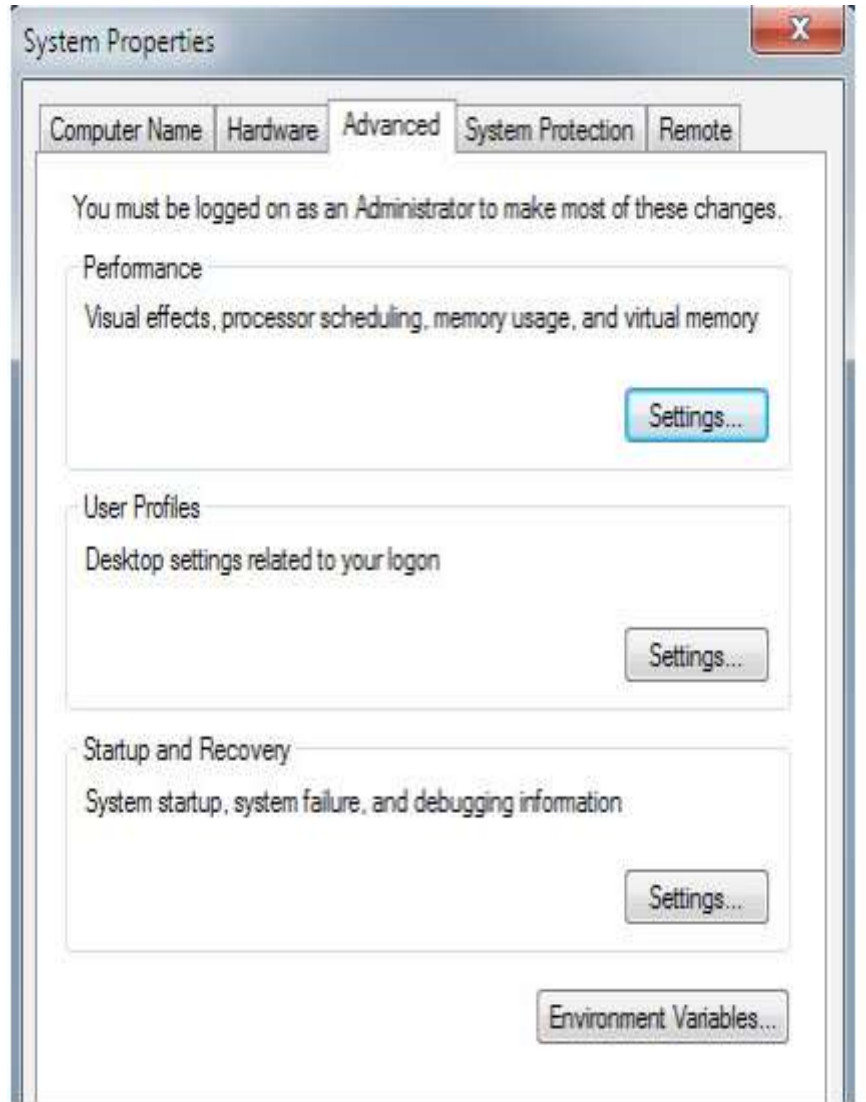 System Properties
X
Computer Name Hardware Advanced System Protection Remote
You must be logged on as an Administrator to make most of these changes.
Performance
Visual effects, processor scheduling, memory usage, and virtual memory
Settings...
User Profiles
Desktop settings related to your logon
Settings...
Startup and Recovery
System startup, system failure, and debugging information
Settings...
Environment Variables...